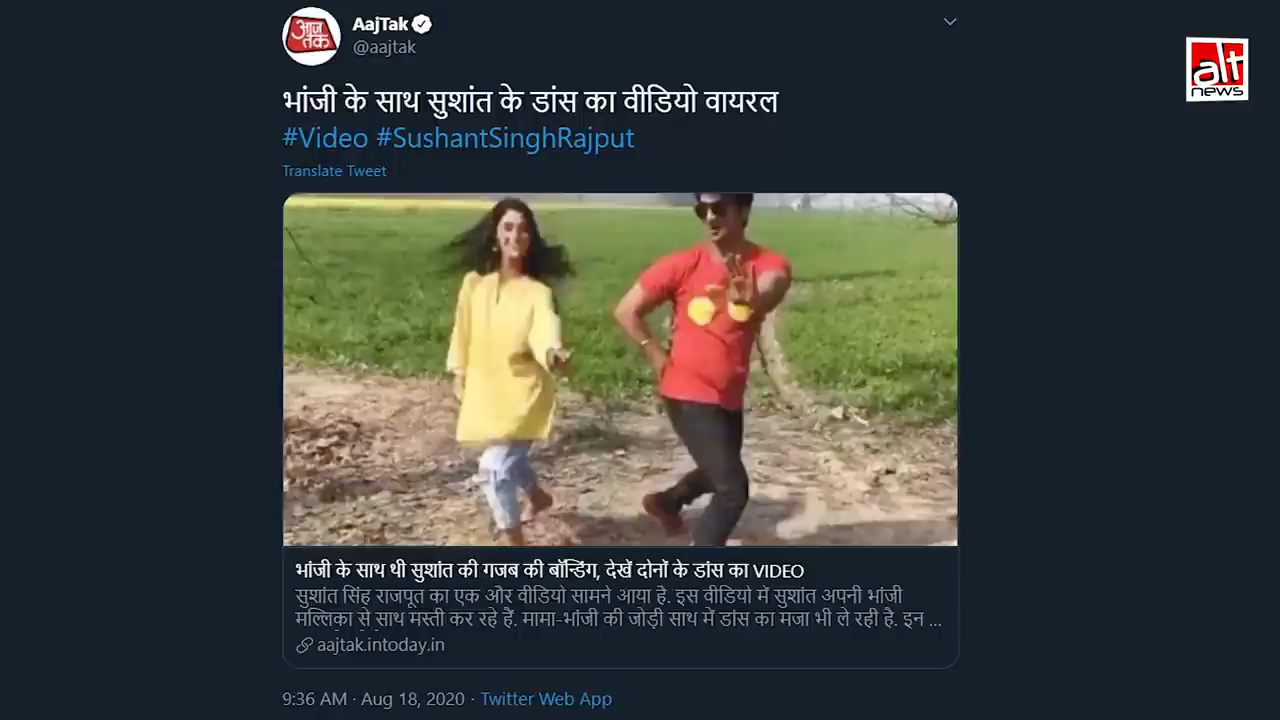 AajTak
@aajtak
आज
तक
alt
news
भांजी के साथ सुशांत के डांस का वीडियो वायरल
#Video #SushantSinghRajput
Translate Tweet
भांजी के साथ थी सुशांत की गजब की बॉन्डिंग, देखें दोनों के डांस का VIDEO
सुशांत सिंह राजपूत का एक और वीडियो सामने आया है. इस वीडियो में सुशांत अपनी भांजी
मल्लिका से साथ मस्ती कर रहे हैं. मामा-भांजी की जोड़ी साथ में डांस का मजा भी ले रही है. इन ...
aajtak.intoday.in
9:36 AM · Aug 18, 2020 · Twitter Web App